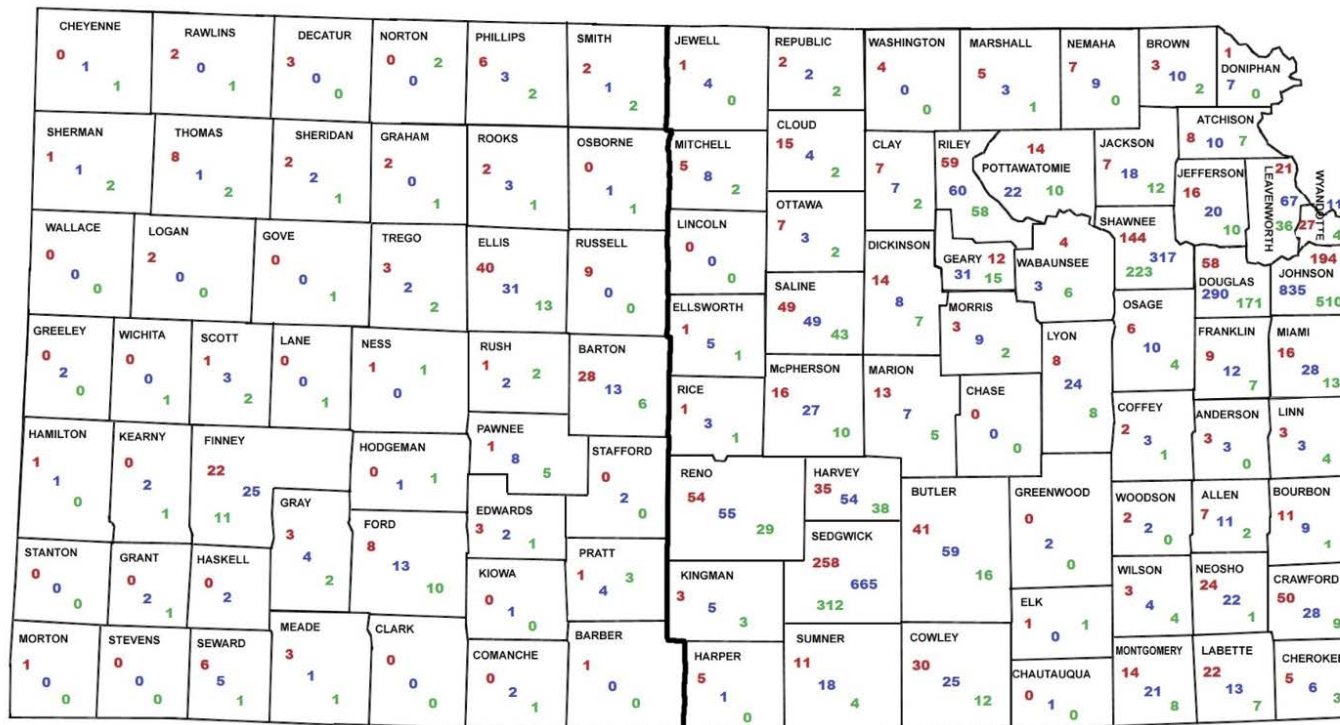 CHEYENNE
0
1
1
RAWLINS
2
0
1
DECATUR
3
0
0
NORTON
0
2
0
PHILLIPS
6
3
2
SMITH
2
1
2
JEWELL
1
4
0
REPUBLIC
2
2
2
WASHINGTON
4
0
0
MARSHALL
5
3
1
NEMAHA
7
9
0
BROWN
3
10
2
1
DONIPHAN
7
0
SHERMAN
1
1
2
THOMAS
8
1
2
SHERIDAN
2
2
1
GRAHAM
2
0
1
ROOKS
2
3
1
OSBORNE
0
1
1
MITCHELL
5
8
2
CLOUD
15
4
2
CLAY
7
7
2
RILEY
59
60
58
14
POTTAWATOMIE
22
10
JACKSON
7
18
12
ATCHISON
8
10
7
JEFFERSON
16
20
10
LEAVENWORTH
21
67
36
WYANDOTTE
27
WALLACE
0
0
0
LOGAN
2
0
0
GOVE
0
0
1
TREGO
3
2
2
ELLIS
40
31
13
RUSSELL
9
0
0
LINCOLN
0
0
0
OTTAWA
7
3
2
DICKINSON
14
8
7
GEARY
12
31
15
4
WABAUNSEE
3
6
SHAWNEE
144
317
223
58
DOUGLAS
290
171
194
JOHNSON
835
510
GREELEY
0
2
0
WICHITA
0
0
1
SCOTT
1
3
2
LANE
0
0
1
NESS
1
1
0
RUSH
1
2
2
BARTON
28
13
6
ELLSWORTH
1
5
1
SALINE
49
49
43
MORRIS
3
9
2
LYON
8
24
8
OSAGE
6
10
4
FRANKLIN
9
12
7
MIAMI
16
28
13
RICE
1
3
1
McPHERSON
16
27
10
MARION
13
7
5
CHASE
0
0
0
COFFEY
2
3
1
ANDERSON
3
3
0
LINN
3
3
4
HAMILTON
1
1
0
KEARNY
0
2
1
FINNEY
22
25
11
HODGEMAN
0
1
1
PAWNEE
1
8
5
STAFFORD
0
2
0
RENO
54
55
29
HARVEY
35
54
38
BUTLER
41
59
16
GREENWOOD
0
2
0
WOODSON
2
2
0
ALLEN
7
11
2
BOURBON
11
9
1
GRAY
3
4
2
FORD
8
13
10
EDWARDS
3
2
1
STANTON
0
0
0
GRANT
0
2
1
HASKELL
0
2
KIOWA
0
1
0
PRATT
1
3
4
KINGMAN
3
5
3
SEDGWICK
258
665
312
ELK
1
1
0
WILSON
3
4
4
NEOSHO
24
22
1
CRAWFORD
50
28
9
MORTON
1
0
0
STEVENS
0
0
0
SEWARD
6
5
1
MEADE
3
1
1
CLARK
0
0
0
COMANCHE
0
2
1
BARBER
1
0
0
HARPER
5
1
0
SUMNER
11
18
4
COWLEY
30
25
12
CHAUTAUQUA
0
1
0
MONTGOMERY
14
21
8
LABETTE
22
13
7
CHEROKEE
5
6
3